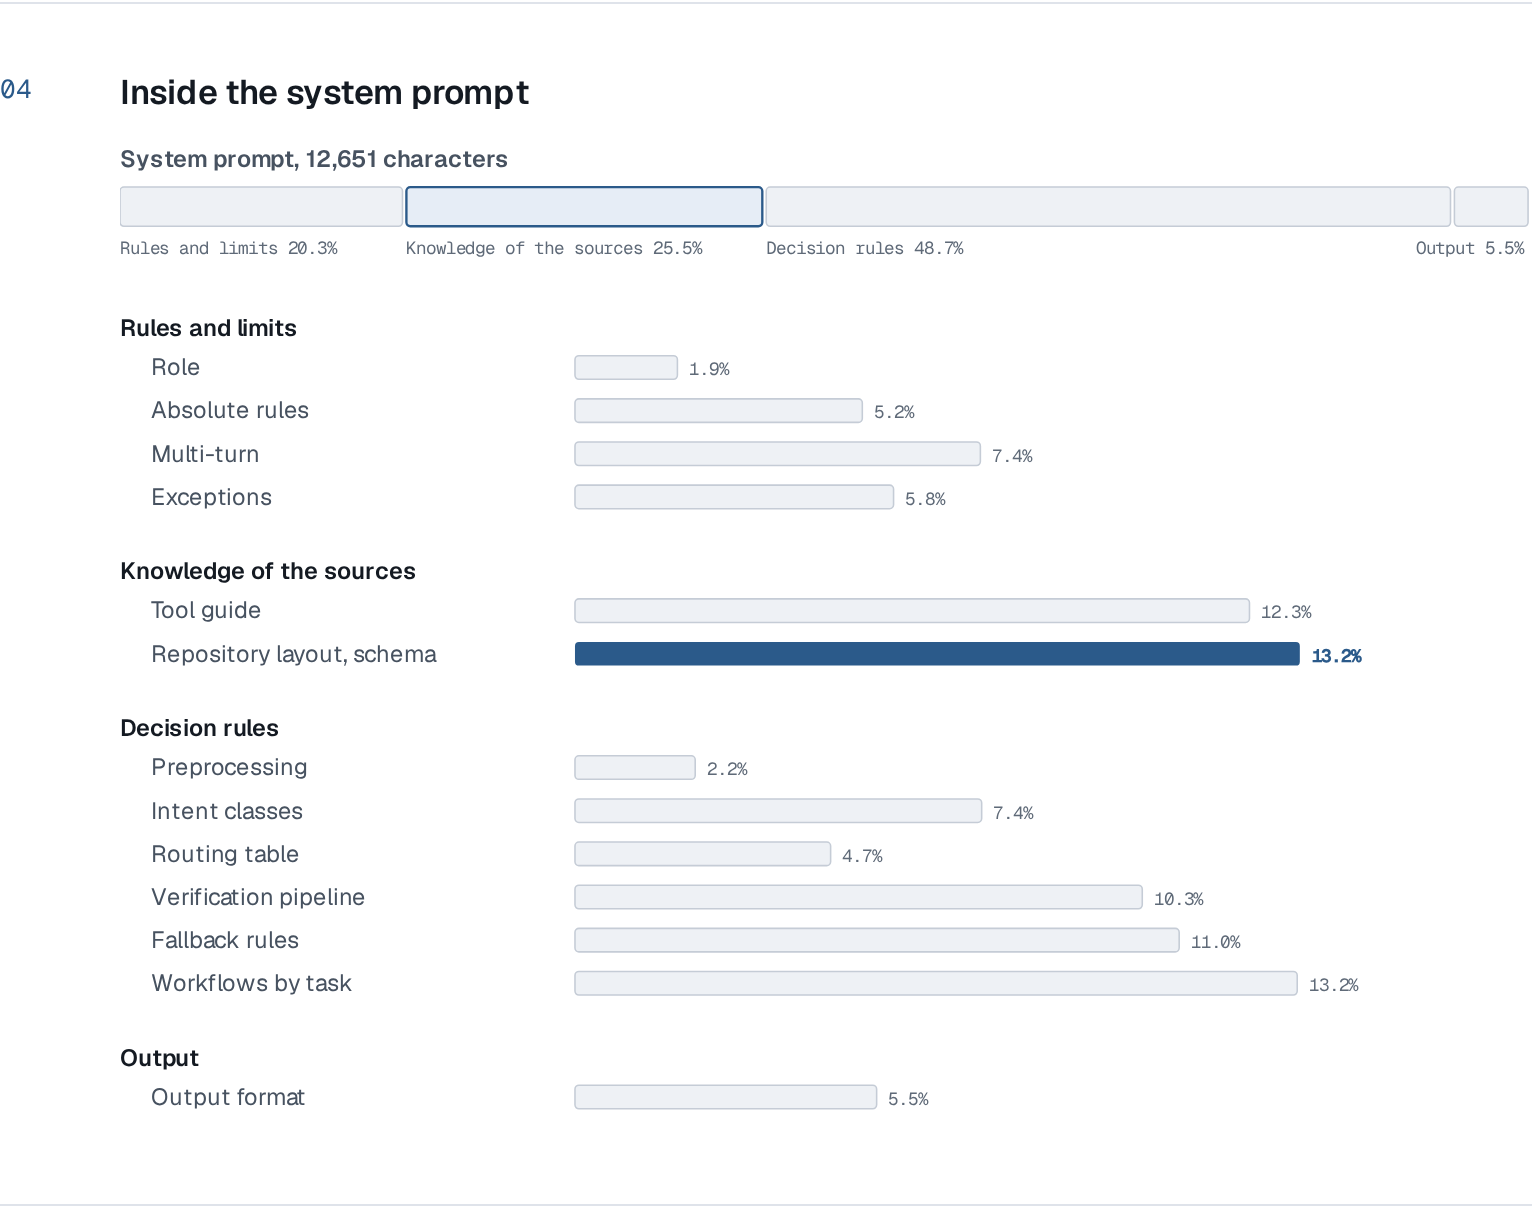 04
Inside the system prompt
System prompt, 12,651 characters
Rules and limits 20.3%
Knowledge of the sources 25.5%
Decision rules 48.7%
Output 5.5%
Rules and limits
Role 1.9%
Absolute rules 5.2%
Multi-turn 7.4%
Exceptions 5.8%
Knowledge of the sources
Tool guide 12.3%
Repository layout, schema 13.2%
Decision rules
Preprocessing 2.2%
Intent classes 7.4%
Routing table 4.7%
Verification pipeline 10.3%
Fallback rules 11.0%
Workflows by task 13.2%
Output
Output format 5.5%